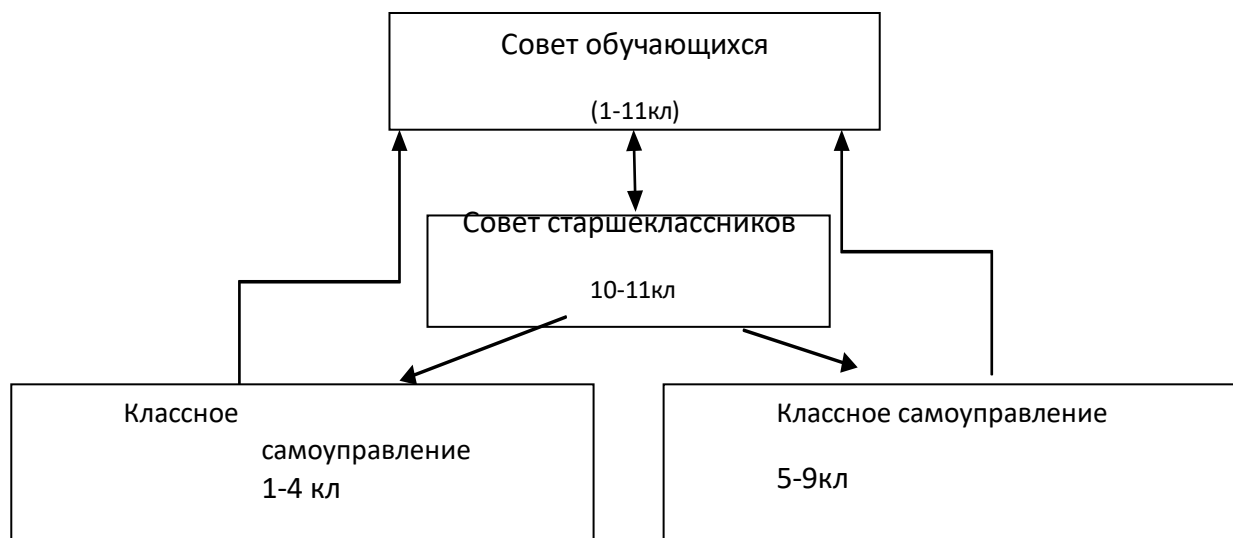 Совет обучающихся
(1-11кл)
Совет старшеклассников
10-11кл
Классное
самоуправление
1-4 кл
Классное самоуправление
5-9кл